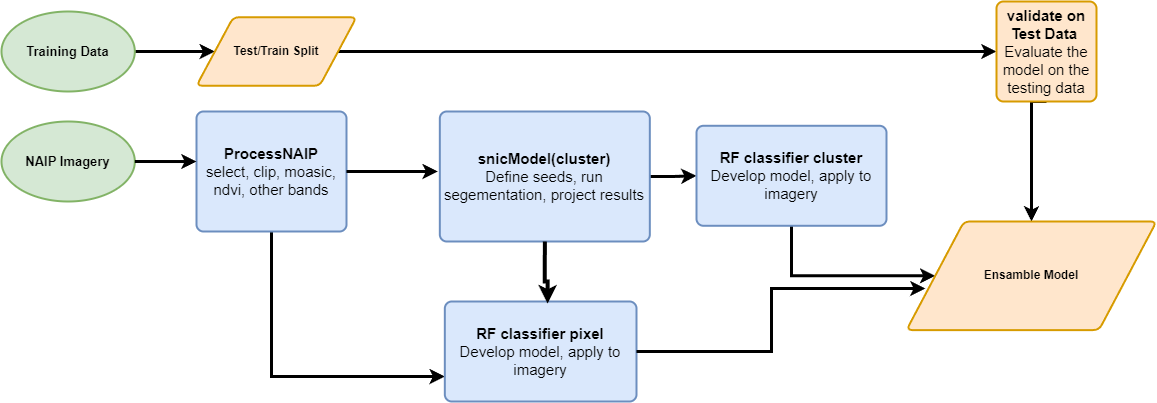 Training Data
Test/Train Split
validate on
Test Data
Evaluate the
model on the
testing data
NAIP Imagery
ProcessNAIP
select, clip, moasic,
ndvi, other bands
snicModel(cluster)
Define seeds, run
segementation, project results
RF classifier cluster
Develop model, apply to
imagery
Ensamble Model
RF classifier pixel
Develop model, apply to
imagery